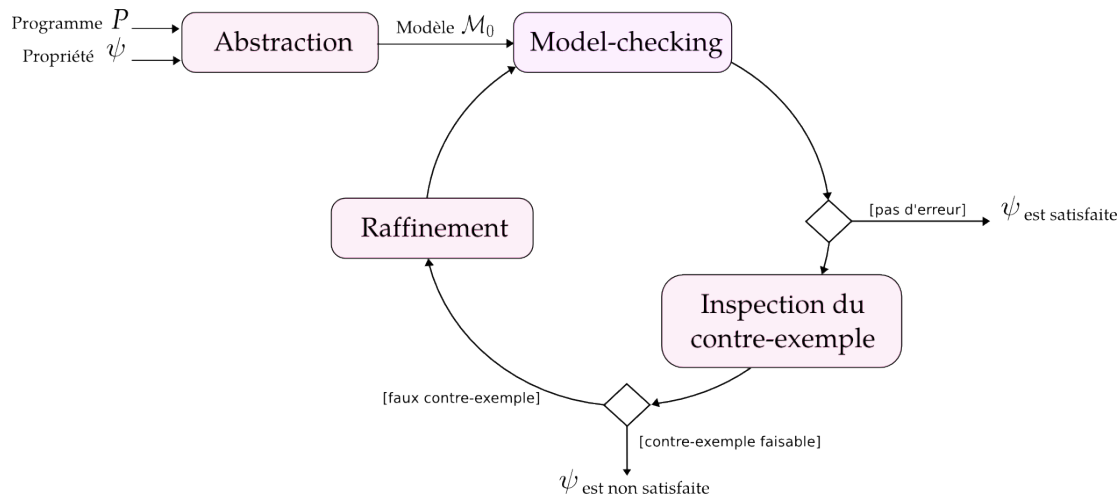 Programme P
Propriété ψ
Abstraction
Modèle M₀
Model-checking
[pas d'erreur]
ψ est satisfaite
Raffinement
Inspection du
contre-exemple
[faux contre-exemple]
[contre-exemple faisable]
ψ est non satisfaite